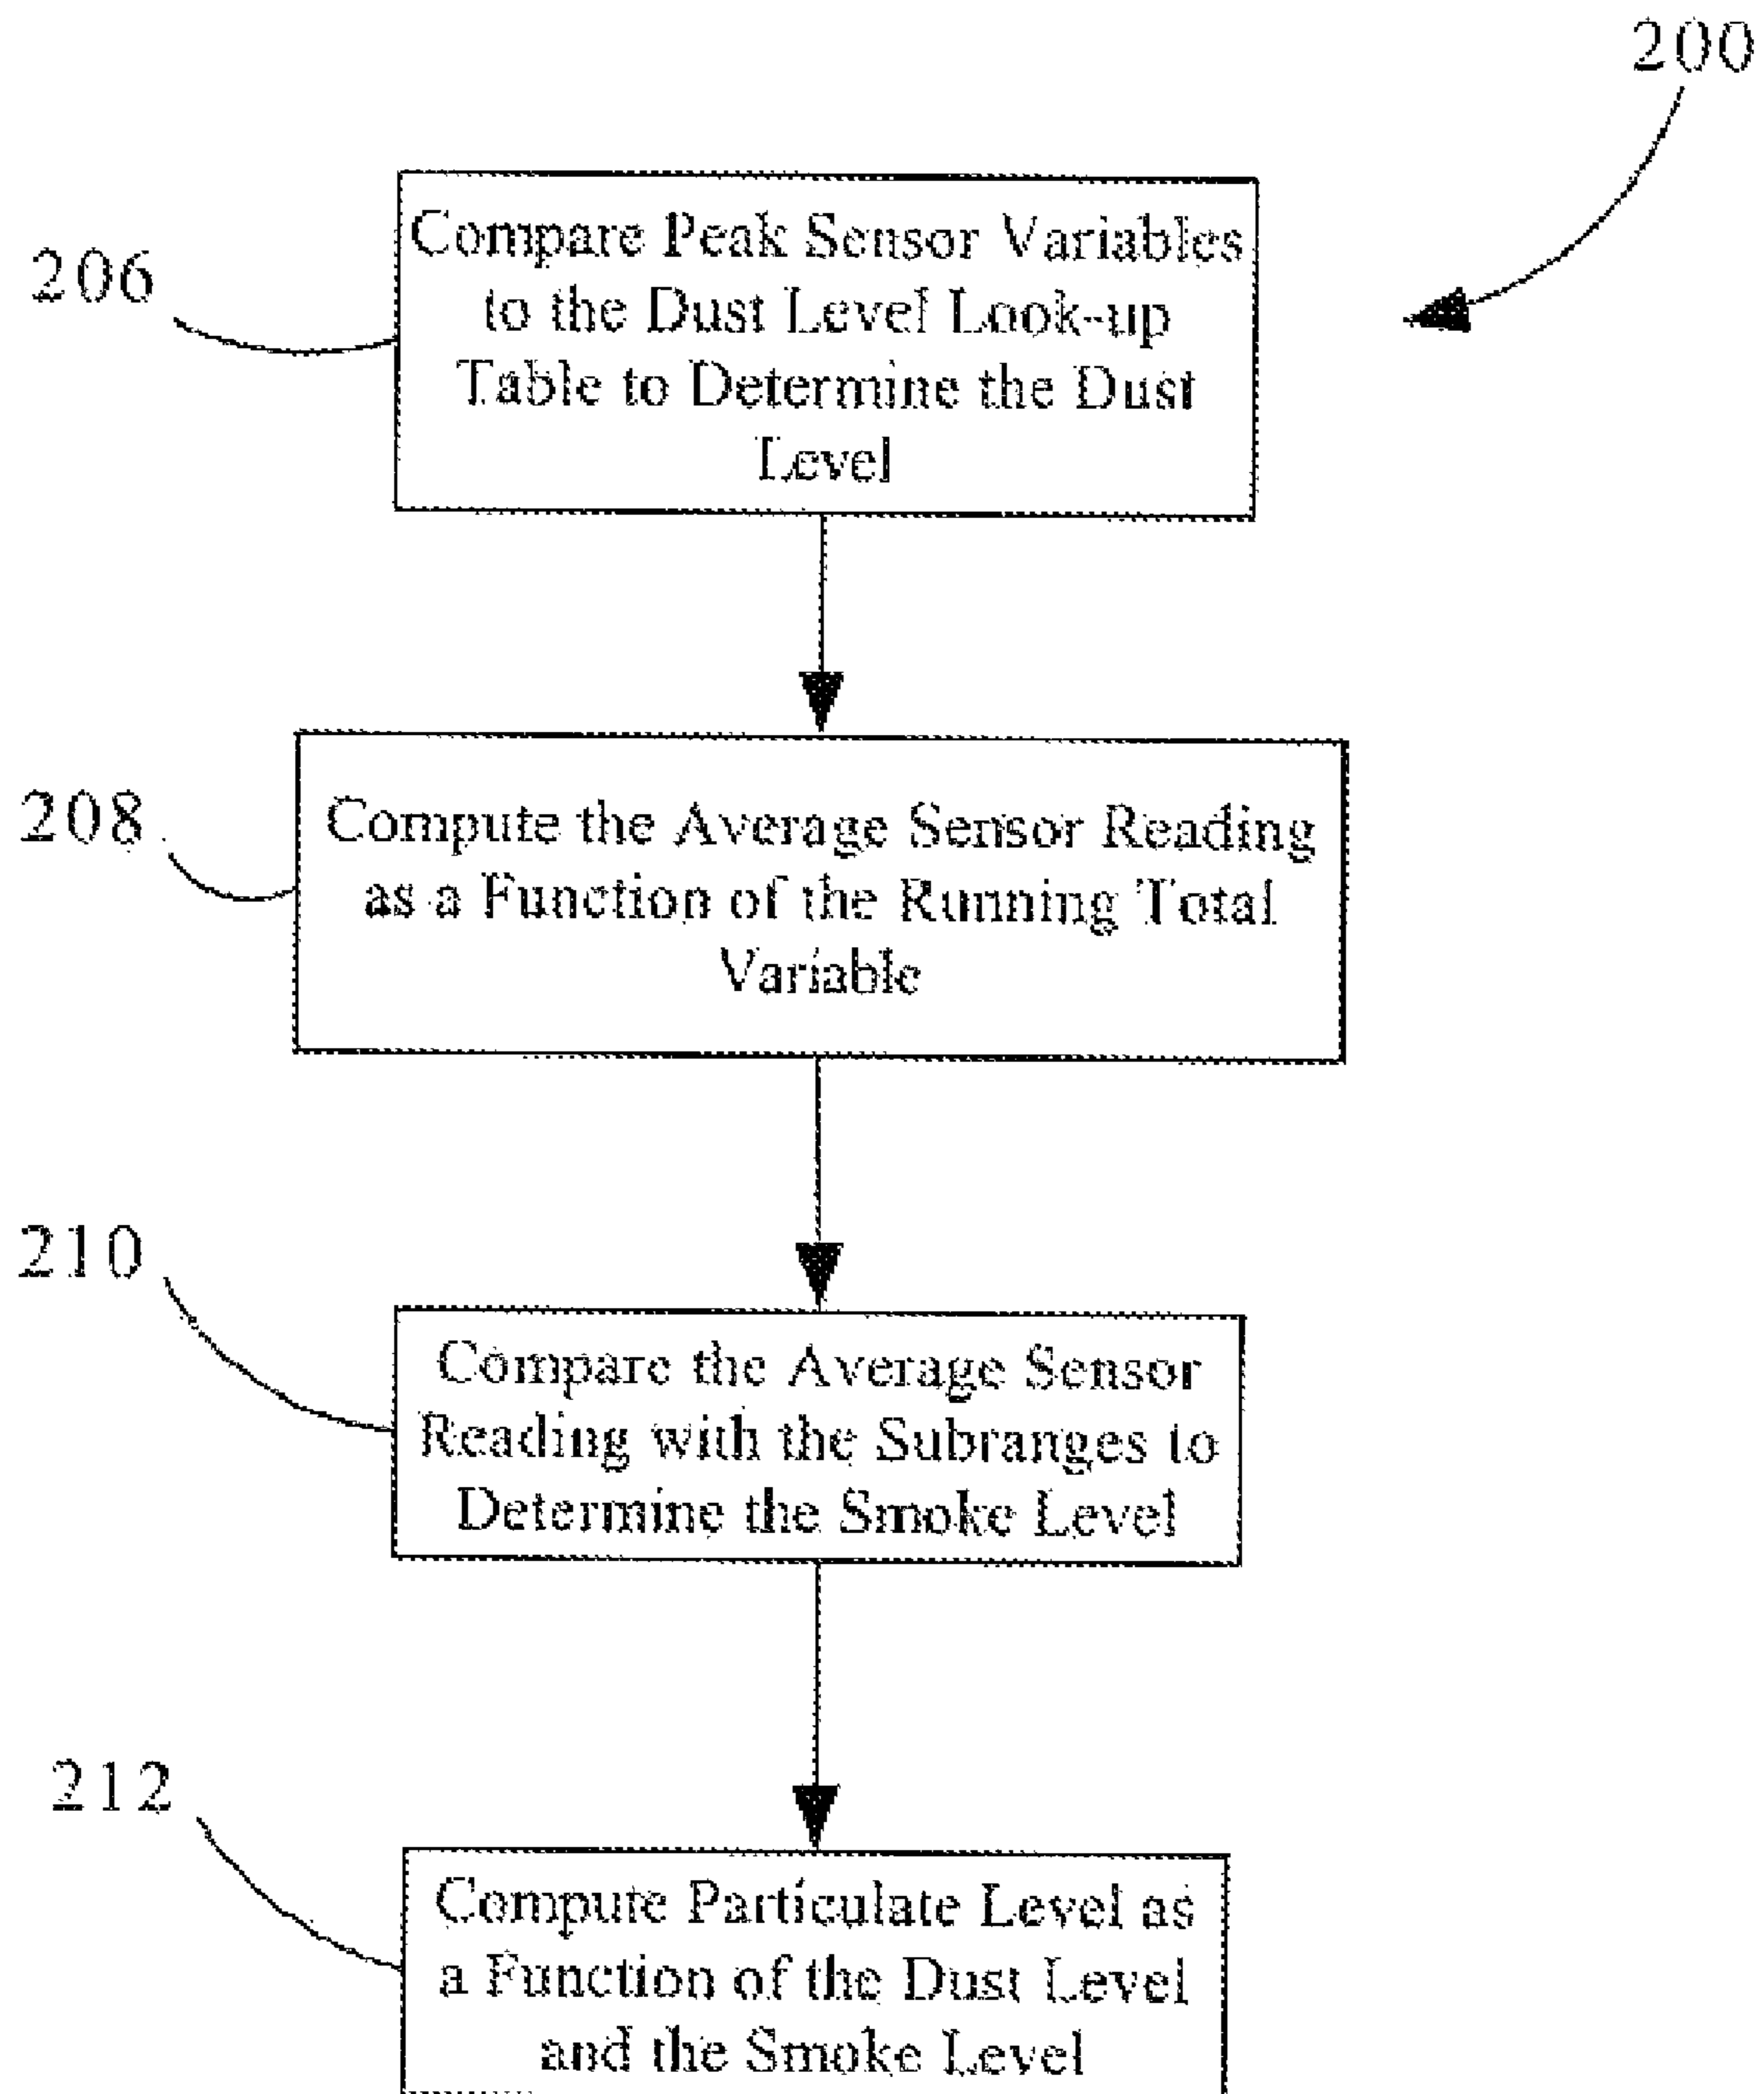 200
206
Compare Peak Sensor Variables
to the Dust Level Look-up
Table to Determine the Dust
Level
208
Compute the Average Sensor Reading
as a Function of the Running Total
Variable
210
Compare the Average Sensor
Reading with the Subranges to
Determine the Smoke Level
212
Compute Particulate Level as
a Function of the Dust Level
and the Smoke Level